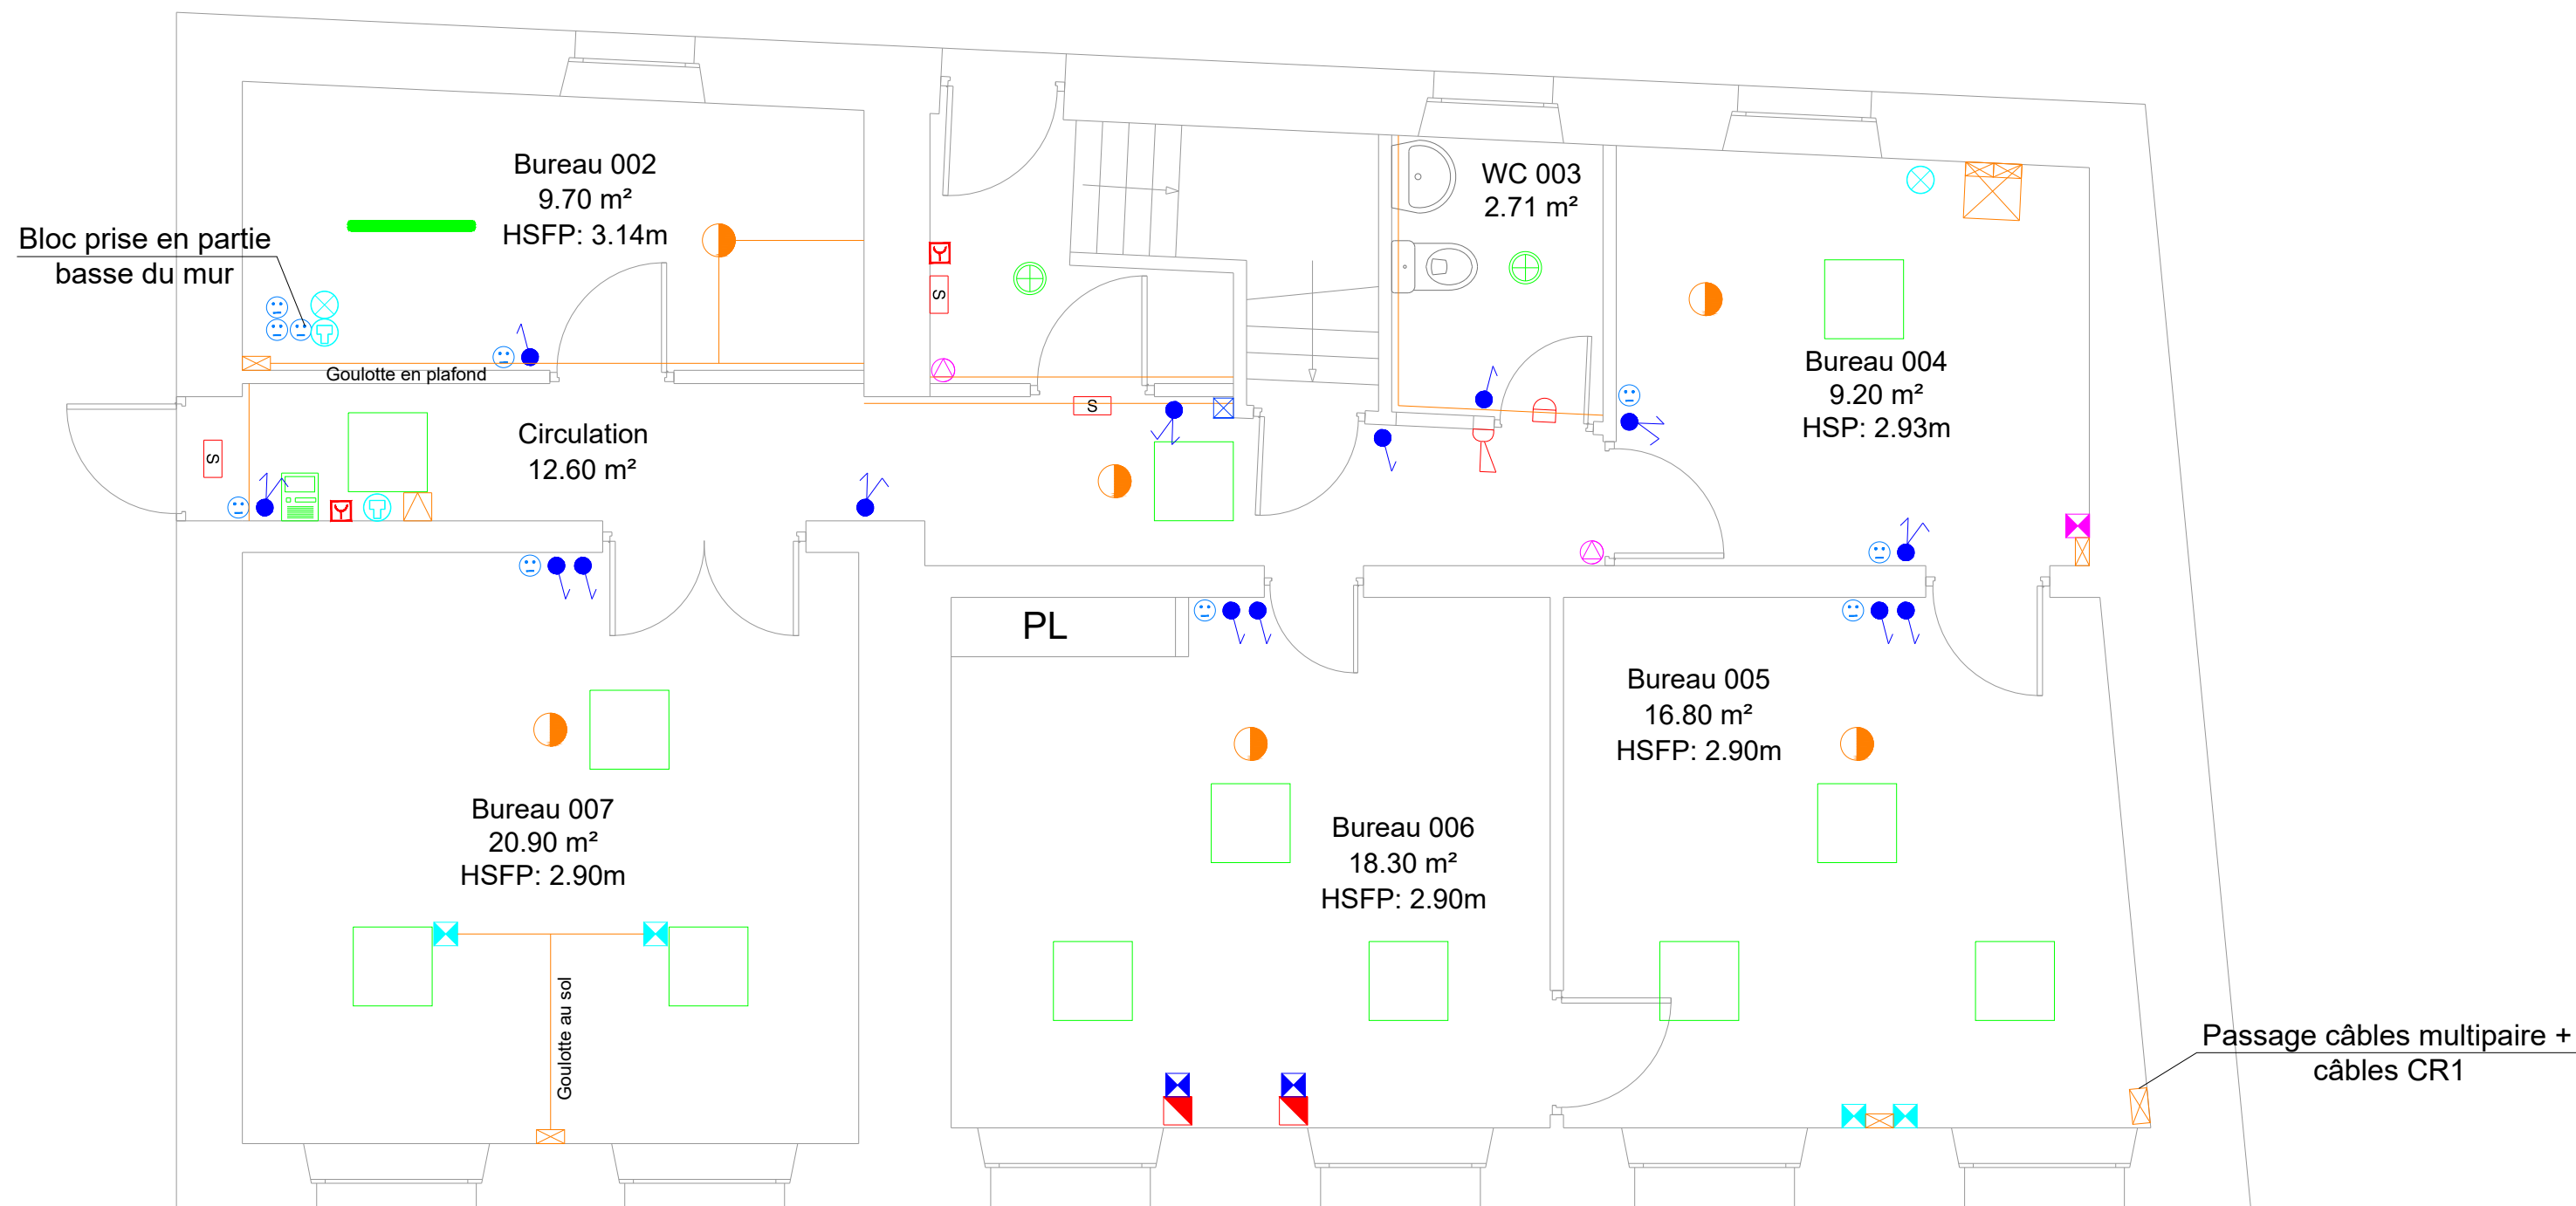 Bureau 002
9.70 m²
HSFP: 3.14m
WC 003
2.71 m²
Bloc prise en partie
basse du mur
S
Goulotte en plafond
Bureau 004
9.20 m²
HSP: 2.93m
S
Circulation
12.60 m²
S
PL
Bureau 005
16.80 m²
HSFP: 2.90m
Bureau 007
20.90 m²
HSFP: 2.90m
Bureau 006
18.30 m²
HSFP: 2.90m
Goulotte au sol
Passage câbles multipaire +
câbles CR1